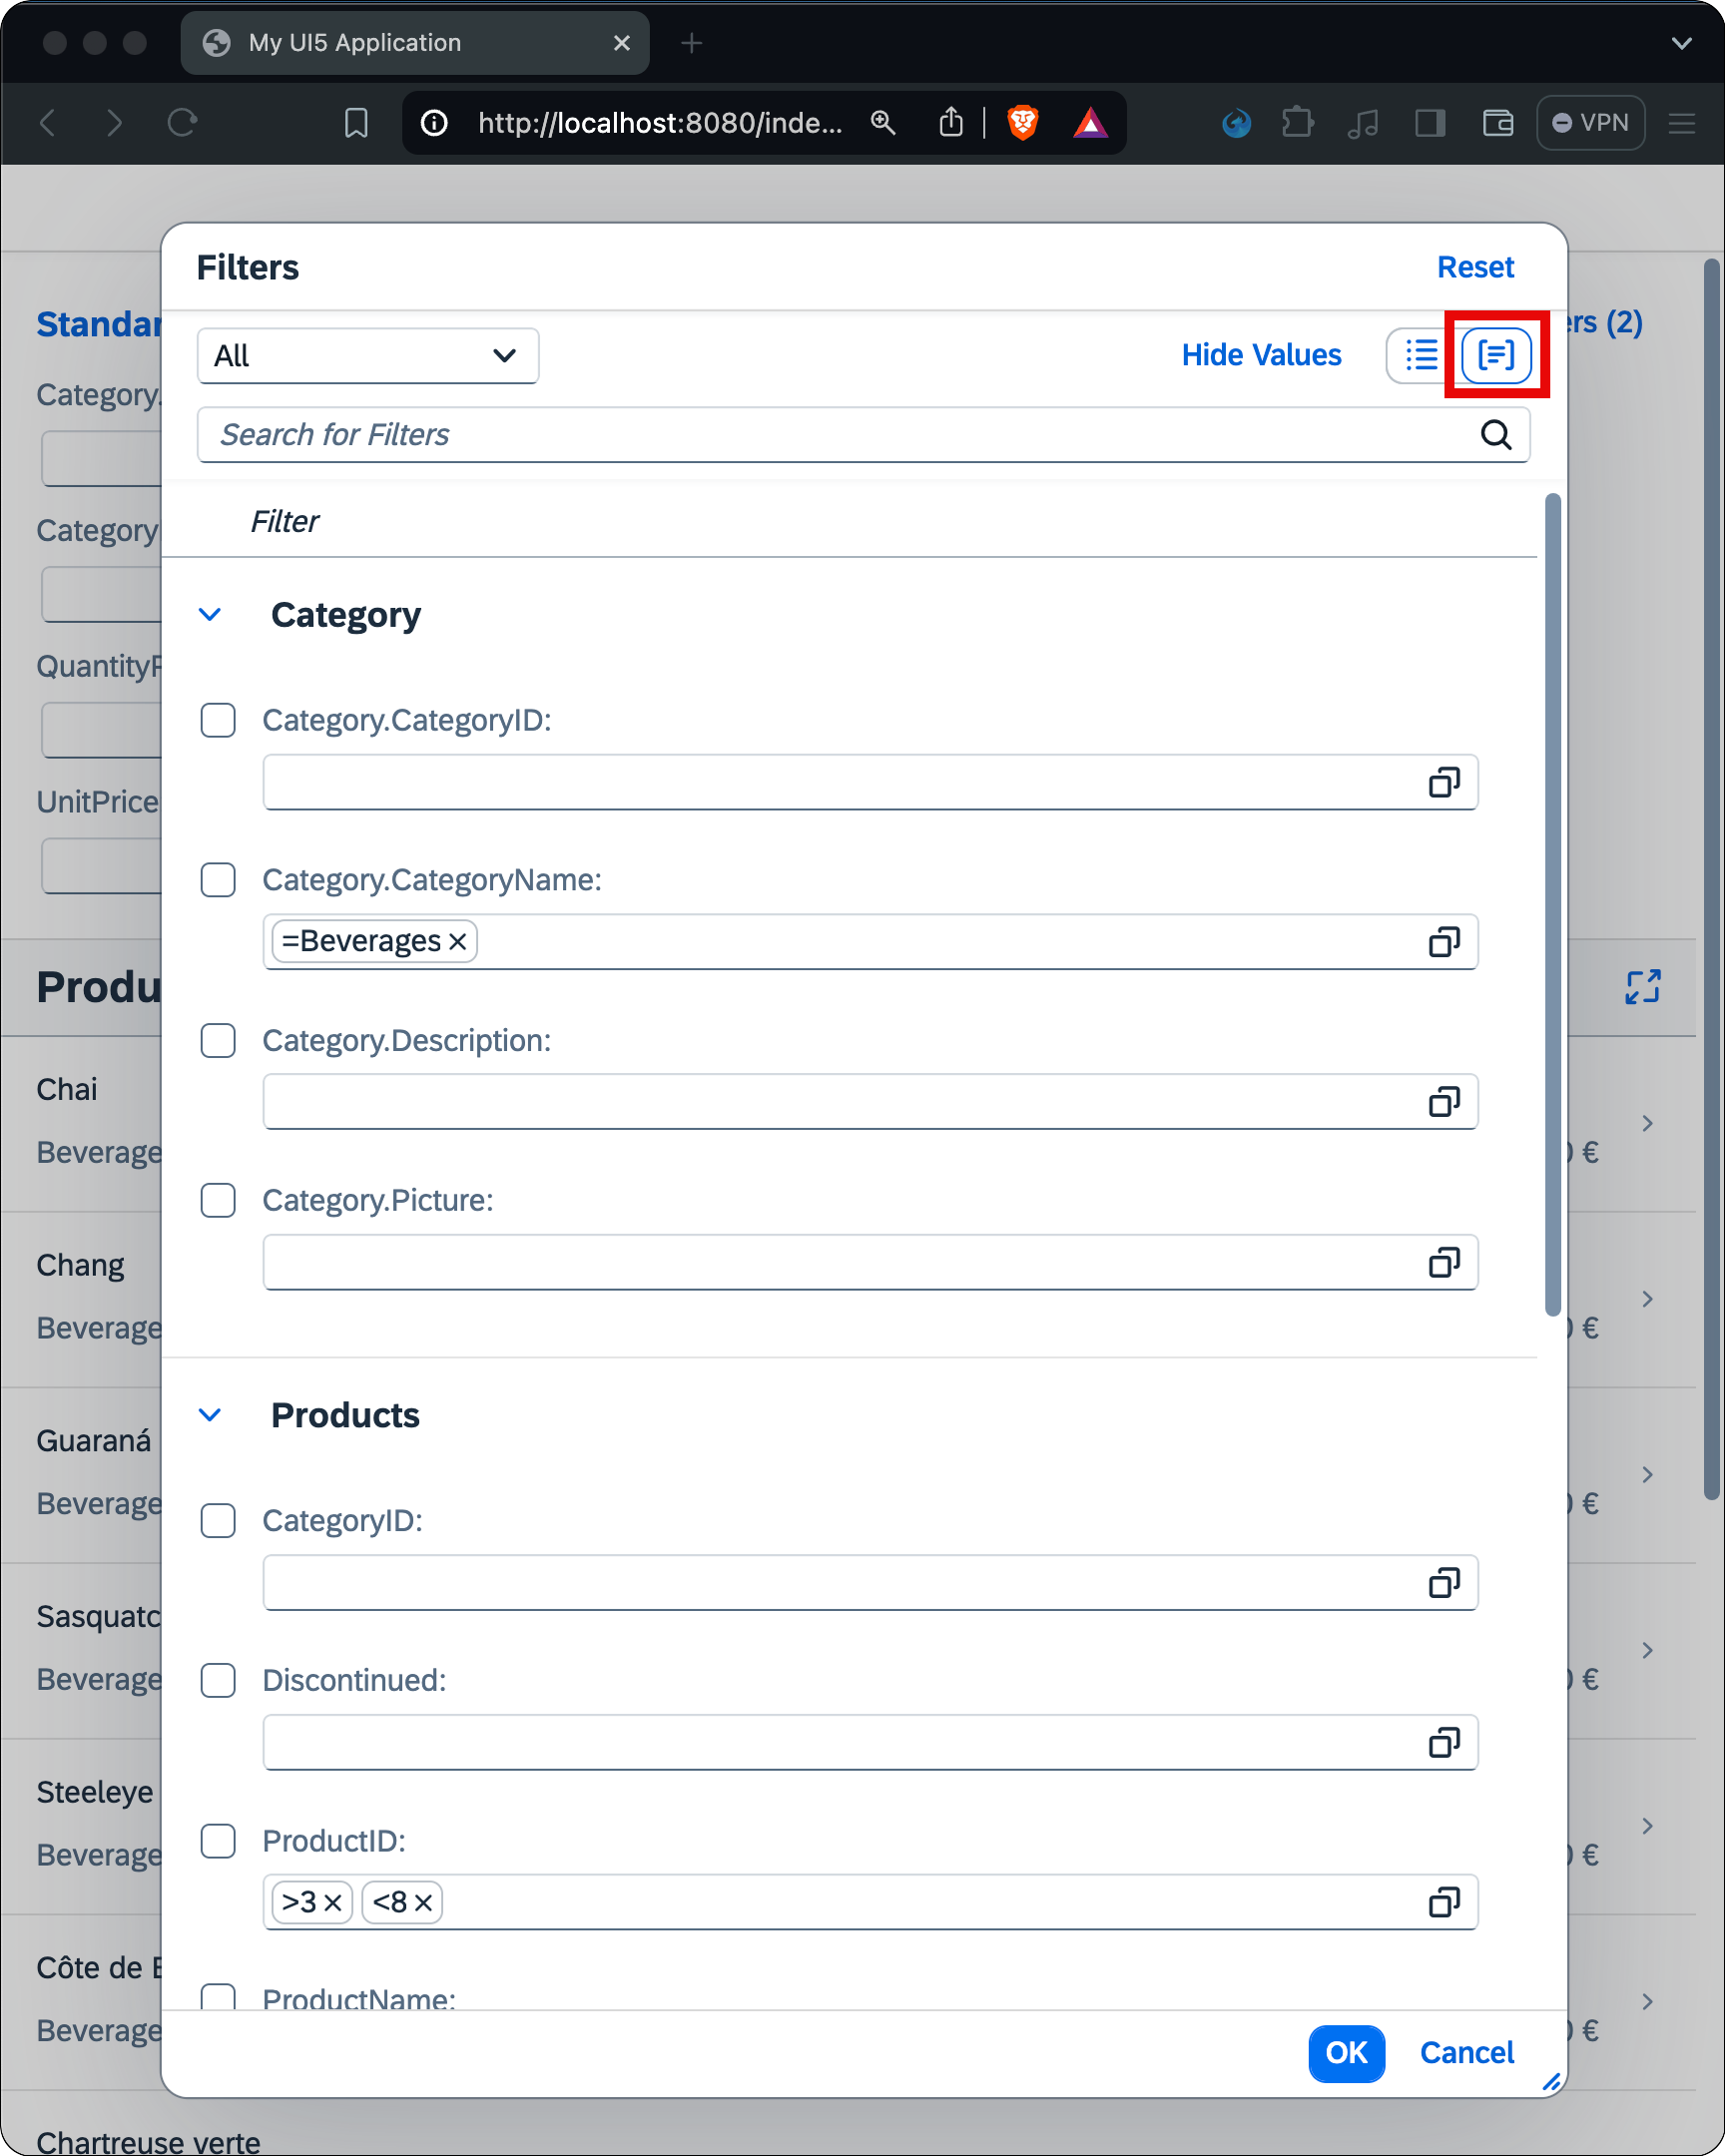 My UI5 Application
http://localhost:8080/inde...
VPN
Filters
Reset
Standar
ers (2)
All
Hide Values
Category.
Search for Filters
Filter
Category
Category
QuantityP
Category.CategoryID:
UnitPrice
Category.CategoryName:
=Beverages
Produ
Category.Description:
Chai
Beverage
€
Category.Picture:
Chang
Beverage
€
Products
Guaraná
Beverage
€
CategoryID:
Sasquatc
Beverage
€
Discontinued:
Steeleye
Beverage
€
ProductID:
>3
<8
Côte de B
Beverage
€
ProductName:
OK
Cancel
Chartreuse verte